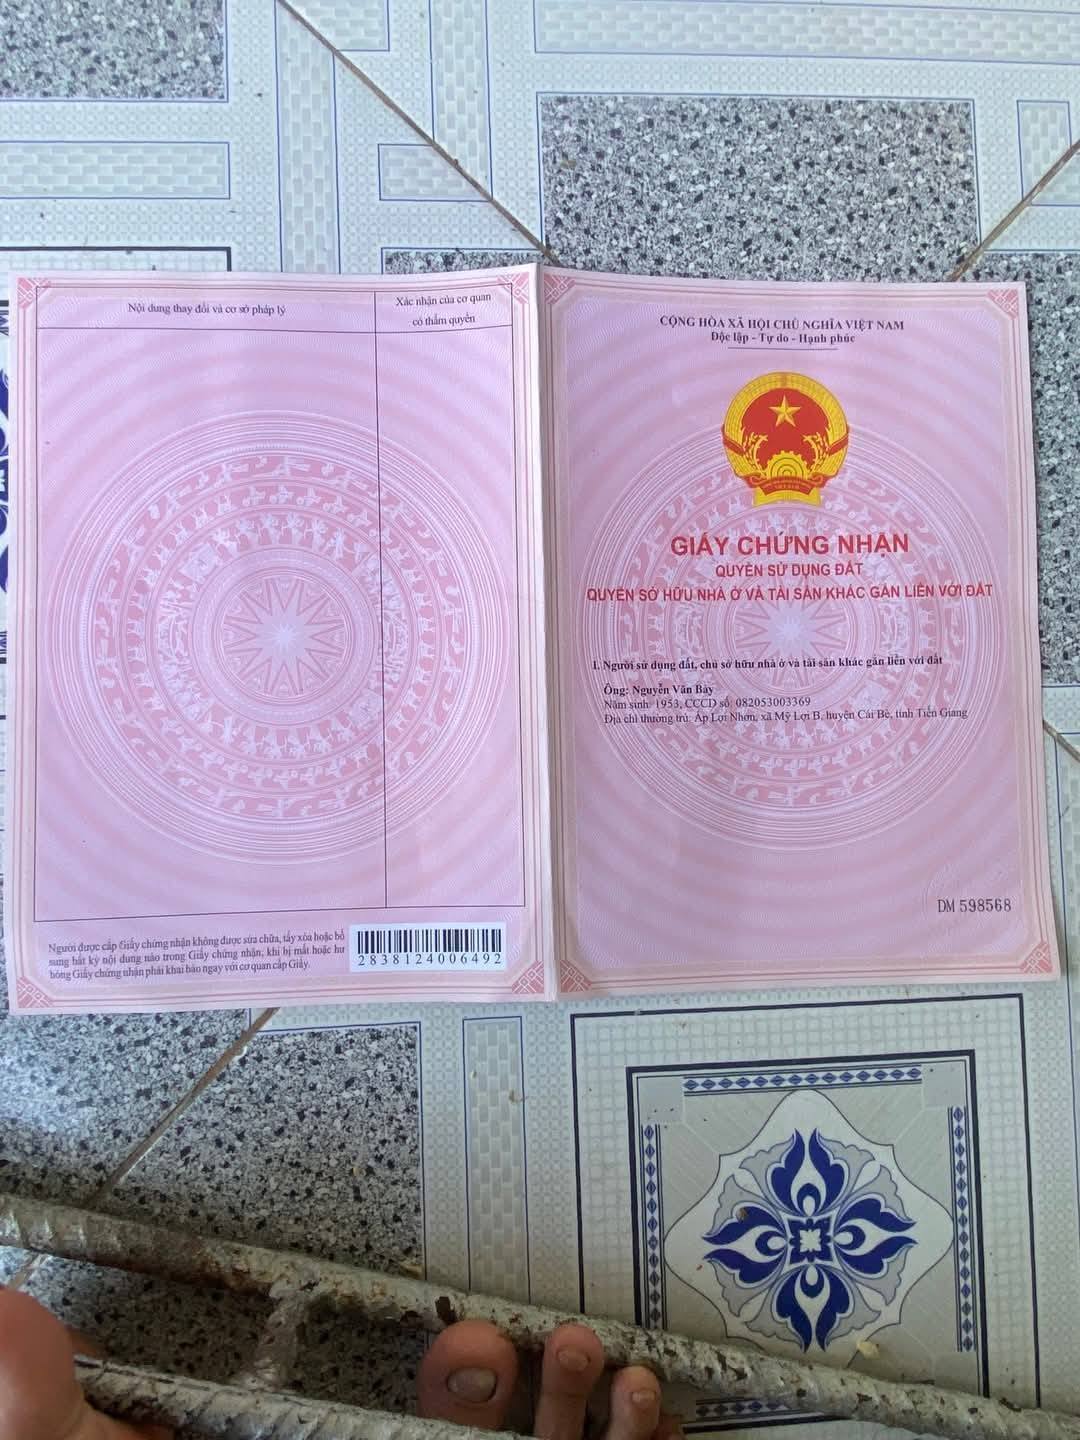 Nội dung thay đổi và cơ sở pháp lý
Xác nhận của cơ quan
có thẩm quyền
Người được cấp Giấy chứng nhận không được sửa chữa, tẩy xóa hoặc bổ
sung bất kỳ nội dung nào trong Giấy chứng nhận; khi bị mất hoặc hư
hỏng Giấy chứng nhận phải khai báo ngay với cơ quan cấp Giấy.
2838124006492
CỘNG HÒA XÃ HỘI CHỦ NGHĨA VIỆT NAM
Độc lập - Tự do - Hạnh phúc
GIẤY CHỨNG NHẬN
QUYỀN SỬ DỤNG ĐẤT
QUYỀN SỞ HỮU NHÀ Ở VÀ TÀI SẢN KHÁC GẮN LIỀN VỚI ĐẤT
I. Người sử dụng đất, chủ sở hữu nhà ở và tài sản khác gắn liền với đất
Ông: Nguyễn Văn Bảy
Năm sinh: 1953, CCCD số: 082053003369
Địa chỉ thường trú: Ấp Lợi Nhơn, xã Mỹ Lợi B, huyện Cái Bè, tỉnh Tiền Giang
DM 598568